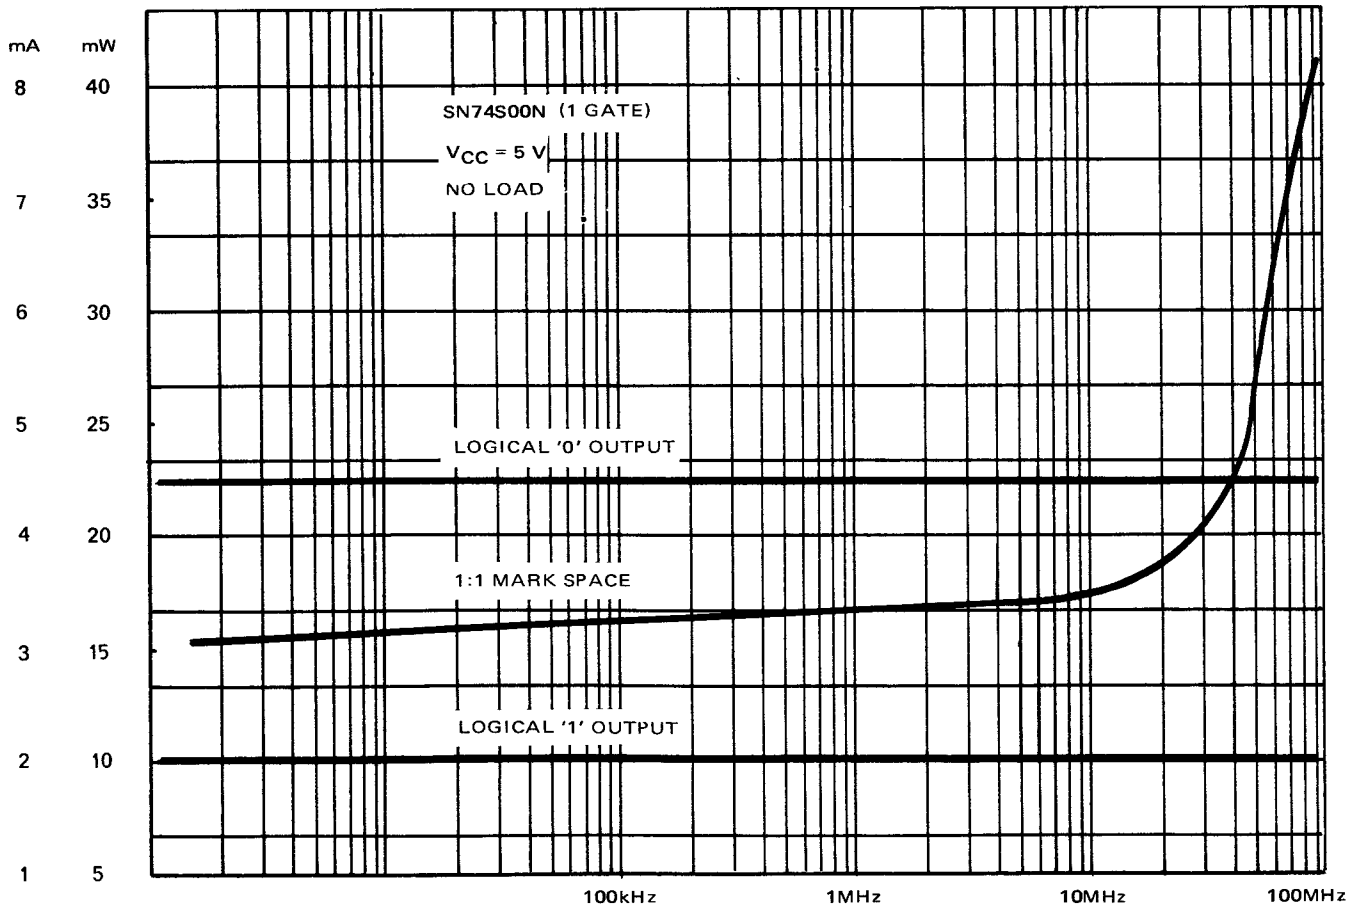 mA mW
8 40
SN74S00N (1 GATE)
VCC = 5 V
NO LOAD
7 35
6 30
5 25
LOGICAL '0' OUTPUT
4 20
1:1 MARK SPACE
3 15
LOGICAL '1' OUTPUT
2 10
1 5
100kHz 1MHz 10MHz 100MHz